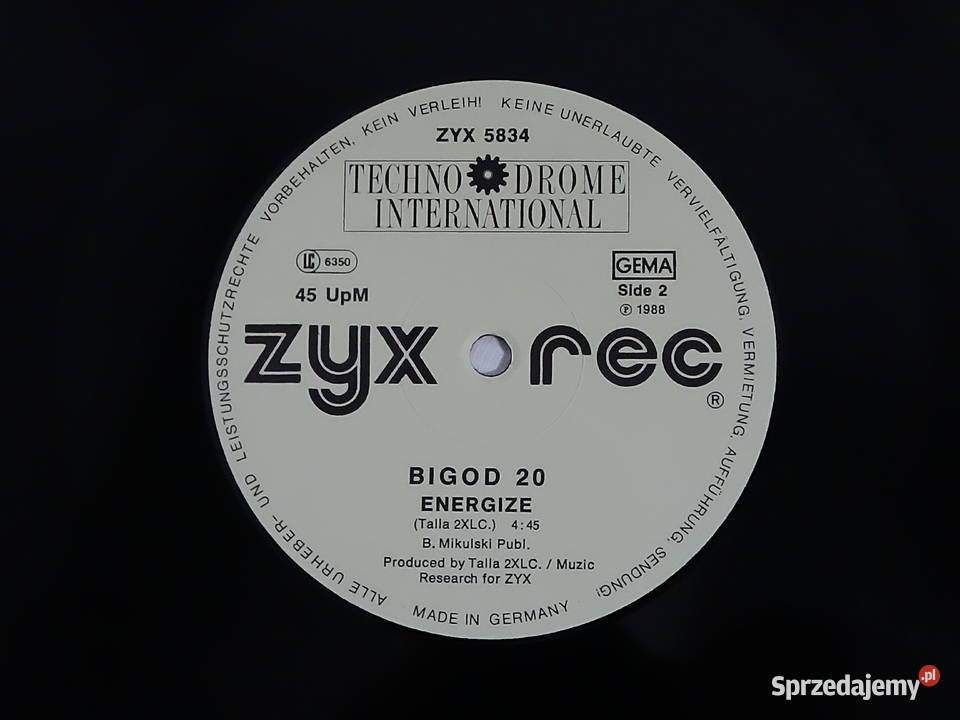 ALLE URHEBER- UND LEISTUNGSSCHUTZRECHTE VORBEHALTEN, KEIN VERLEIH! KEINE UNERLAUBTE VERVIELFÄLTIGUNG, VERMIETUNG, AUFFÜHRUNG, SENDUNG!
ZYX 5834
TECHNO DROME
INTERNATIONAL
LC 6350
GEMA
45 UpM
Side 2
℗ 1988
zyx rec
®
BIGOD 20
ENERGIZE
(Talla 2XLC.) 4:45
B. Mikulski Publ.
Produced by Talla 2XLC. / Muzic
Research for ZYX
MADE IN GERMANY
Sprzedajemy.pl